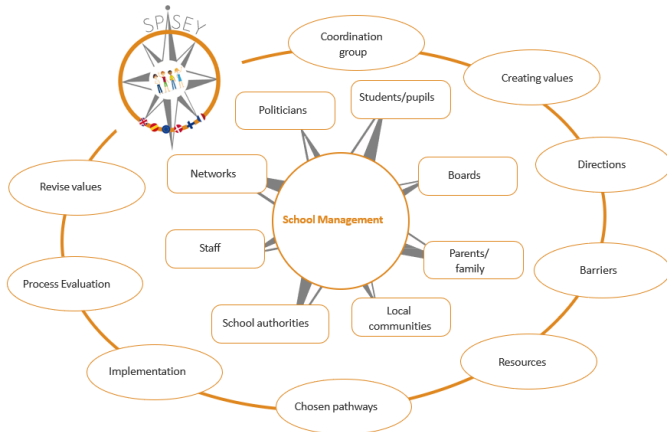 SPISEY
Coordination
group
Creating values
Students/pupils
Politicians
Directions
Networks
Boards
Revise values
School Management
Staff
Parents/
family
Barriers
Process Evaluation
School authorities
Local
communities
Resources
Implementation
Chosen pathways